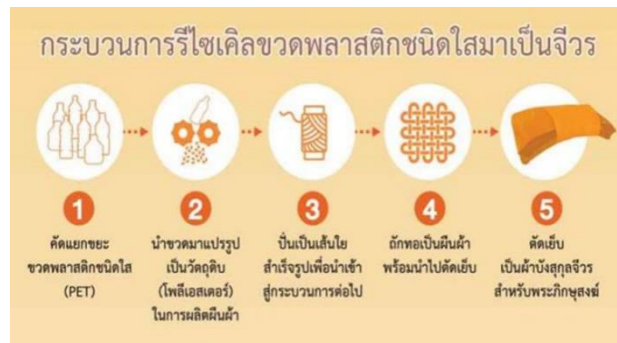 กระบวนการรีไซเคิลขวดพลาสติกชนิดใสมาเป็นจีวร
1
คัดแยกขยะ
ขวดพลาสติกชนิดใส
(PET)
2
นำขวดมาแปรรูป
เป็นวัตถุดิบ
(โพลีเอสเตอร์)
ในการผลิตผืนผ้า
3
ปั่นเป็นเส้นใย
สำเร็จรูปเพื่อนำเข้า
สู่กระบวนการต่อไป
4
ถักทอเป็นผืนผ้า
พร้อมนำไปตัดเย็บ
5
ตัดเย็บ
เป็นผ้าบังสุกุลจีวร
สำหรับพระภิกษุสงฆ์